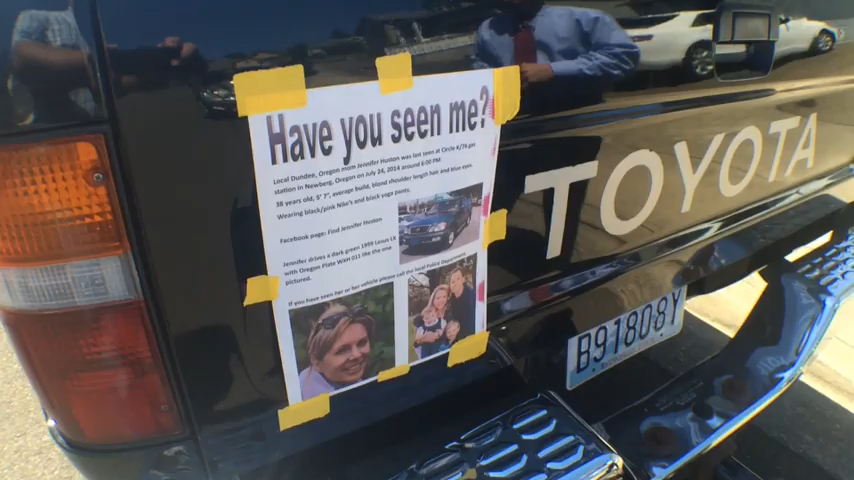 Have you seen me?
Local Dundee, Oregon mom Jennifer Huston was last seen at Circle K/76 gas
station in Newberg, Oregon on July 24, 2014 around 6:00 PM
38 years old, 5' 7", average build, blond shoulder length hair and blue eyes.
Wearing black/pink Nike's and black yoga pants.
Facebook page: Find Jennifer Huston
Jennifer drives a dark green 1999 Lexus LX
with Oregon Plate WXH 011 like the one
pictured.
If you have seen her or her vehicle please call the local Police Department
TOYOTA
B91808Y